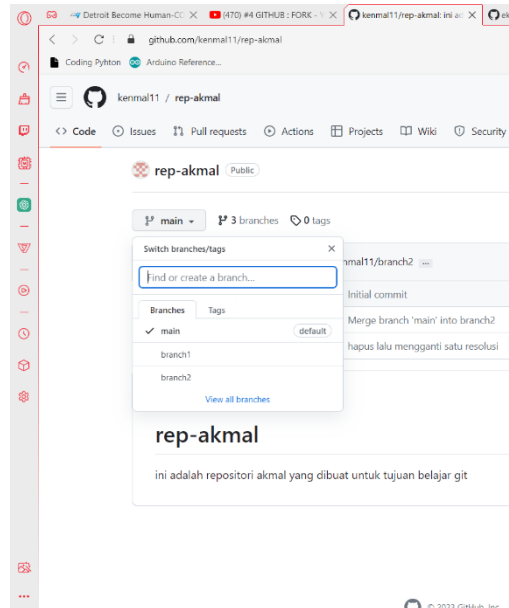 Detroit Become Human-CC
(470) #4 GITHUB : FORK -
kenmal11/rep-akmal: ini
github.com/kenmal11/rep-akmal
Coding Pyhton
Arduino Reference...
kenmal11 / rep-akmal
<> Code
Issues
Pull requests
Actions
Projects
Wiki
Security
rep-akmal Public
main
3 branches
0 tags
Switch branches/tags
nmal11/branch2
Find or create a branch...
Initial commit
Branches
Tags
Merge branch 'main' into branch2
main
default
hapus lalu mengganti satu resolusi
branch1
branch2
View all branches
rep-akmal
ini adalah repositori akmal yang dibuat untuk tujuan belajar git
© 2023 GitHub, Inc.